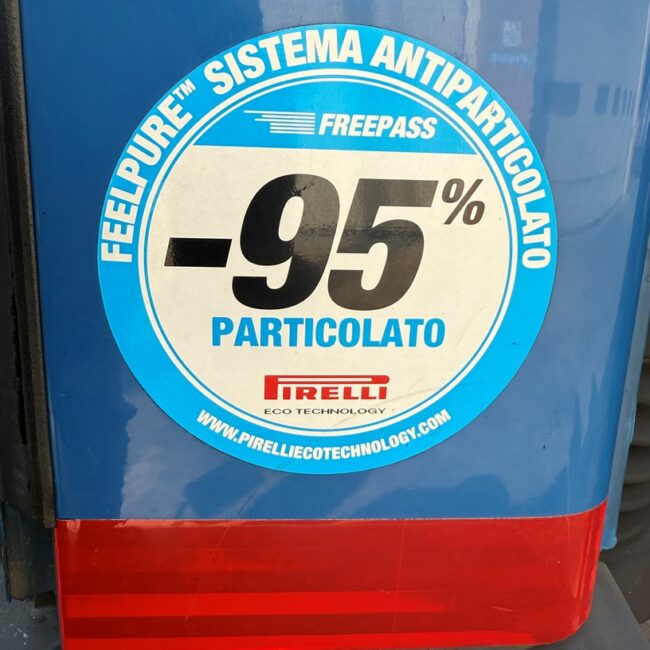 FEELPURE™ SISTEMA ANTIPARTICOLATO
FREEPASS
-95%
PARTICOLATO
PIRELLI
ECO TECHNOLOGY
WWW.PIRELLIECOTECHNOLOGY.COM